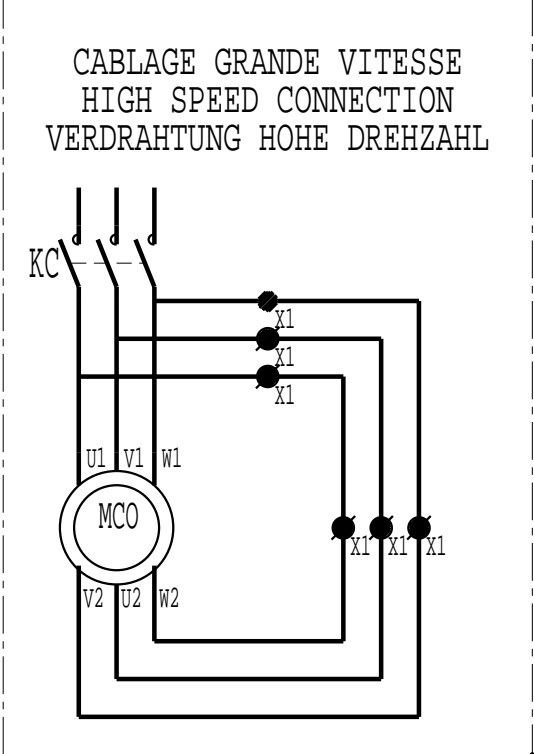 CABLAGE GRANDE VITESSE
HIGH SPEED CONNECTION
VERDRAHTUNG HOHE DREHZAHL
KC
X1
X1
X1
U1 V1 W1
MCO
X1 X1 X1
V2 U2 W2